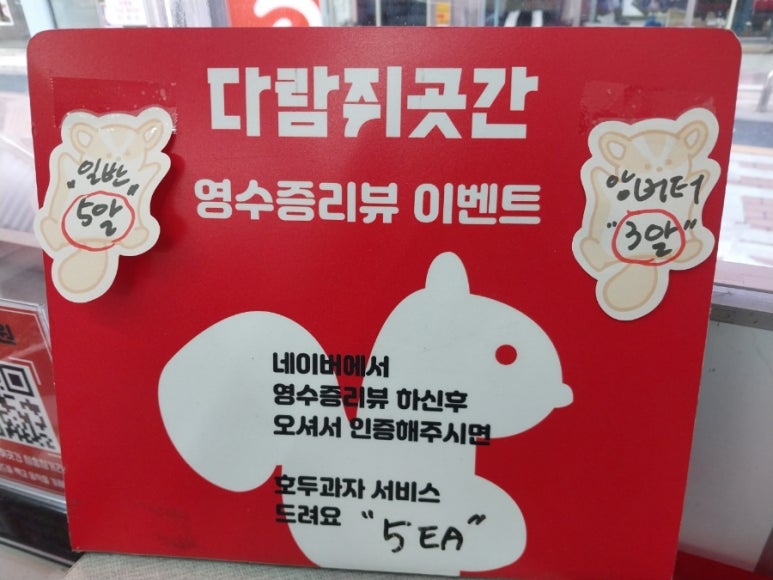 다람쥐곳간
영수증리뷰 이벤트
"일반"
5알
앙버터
"3알"
네이버에서
영수증리뷰 하신후
오셔서 인증해주시면
호두과자 서비스
드려요 "5EA"
원